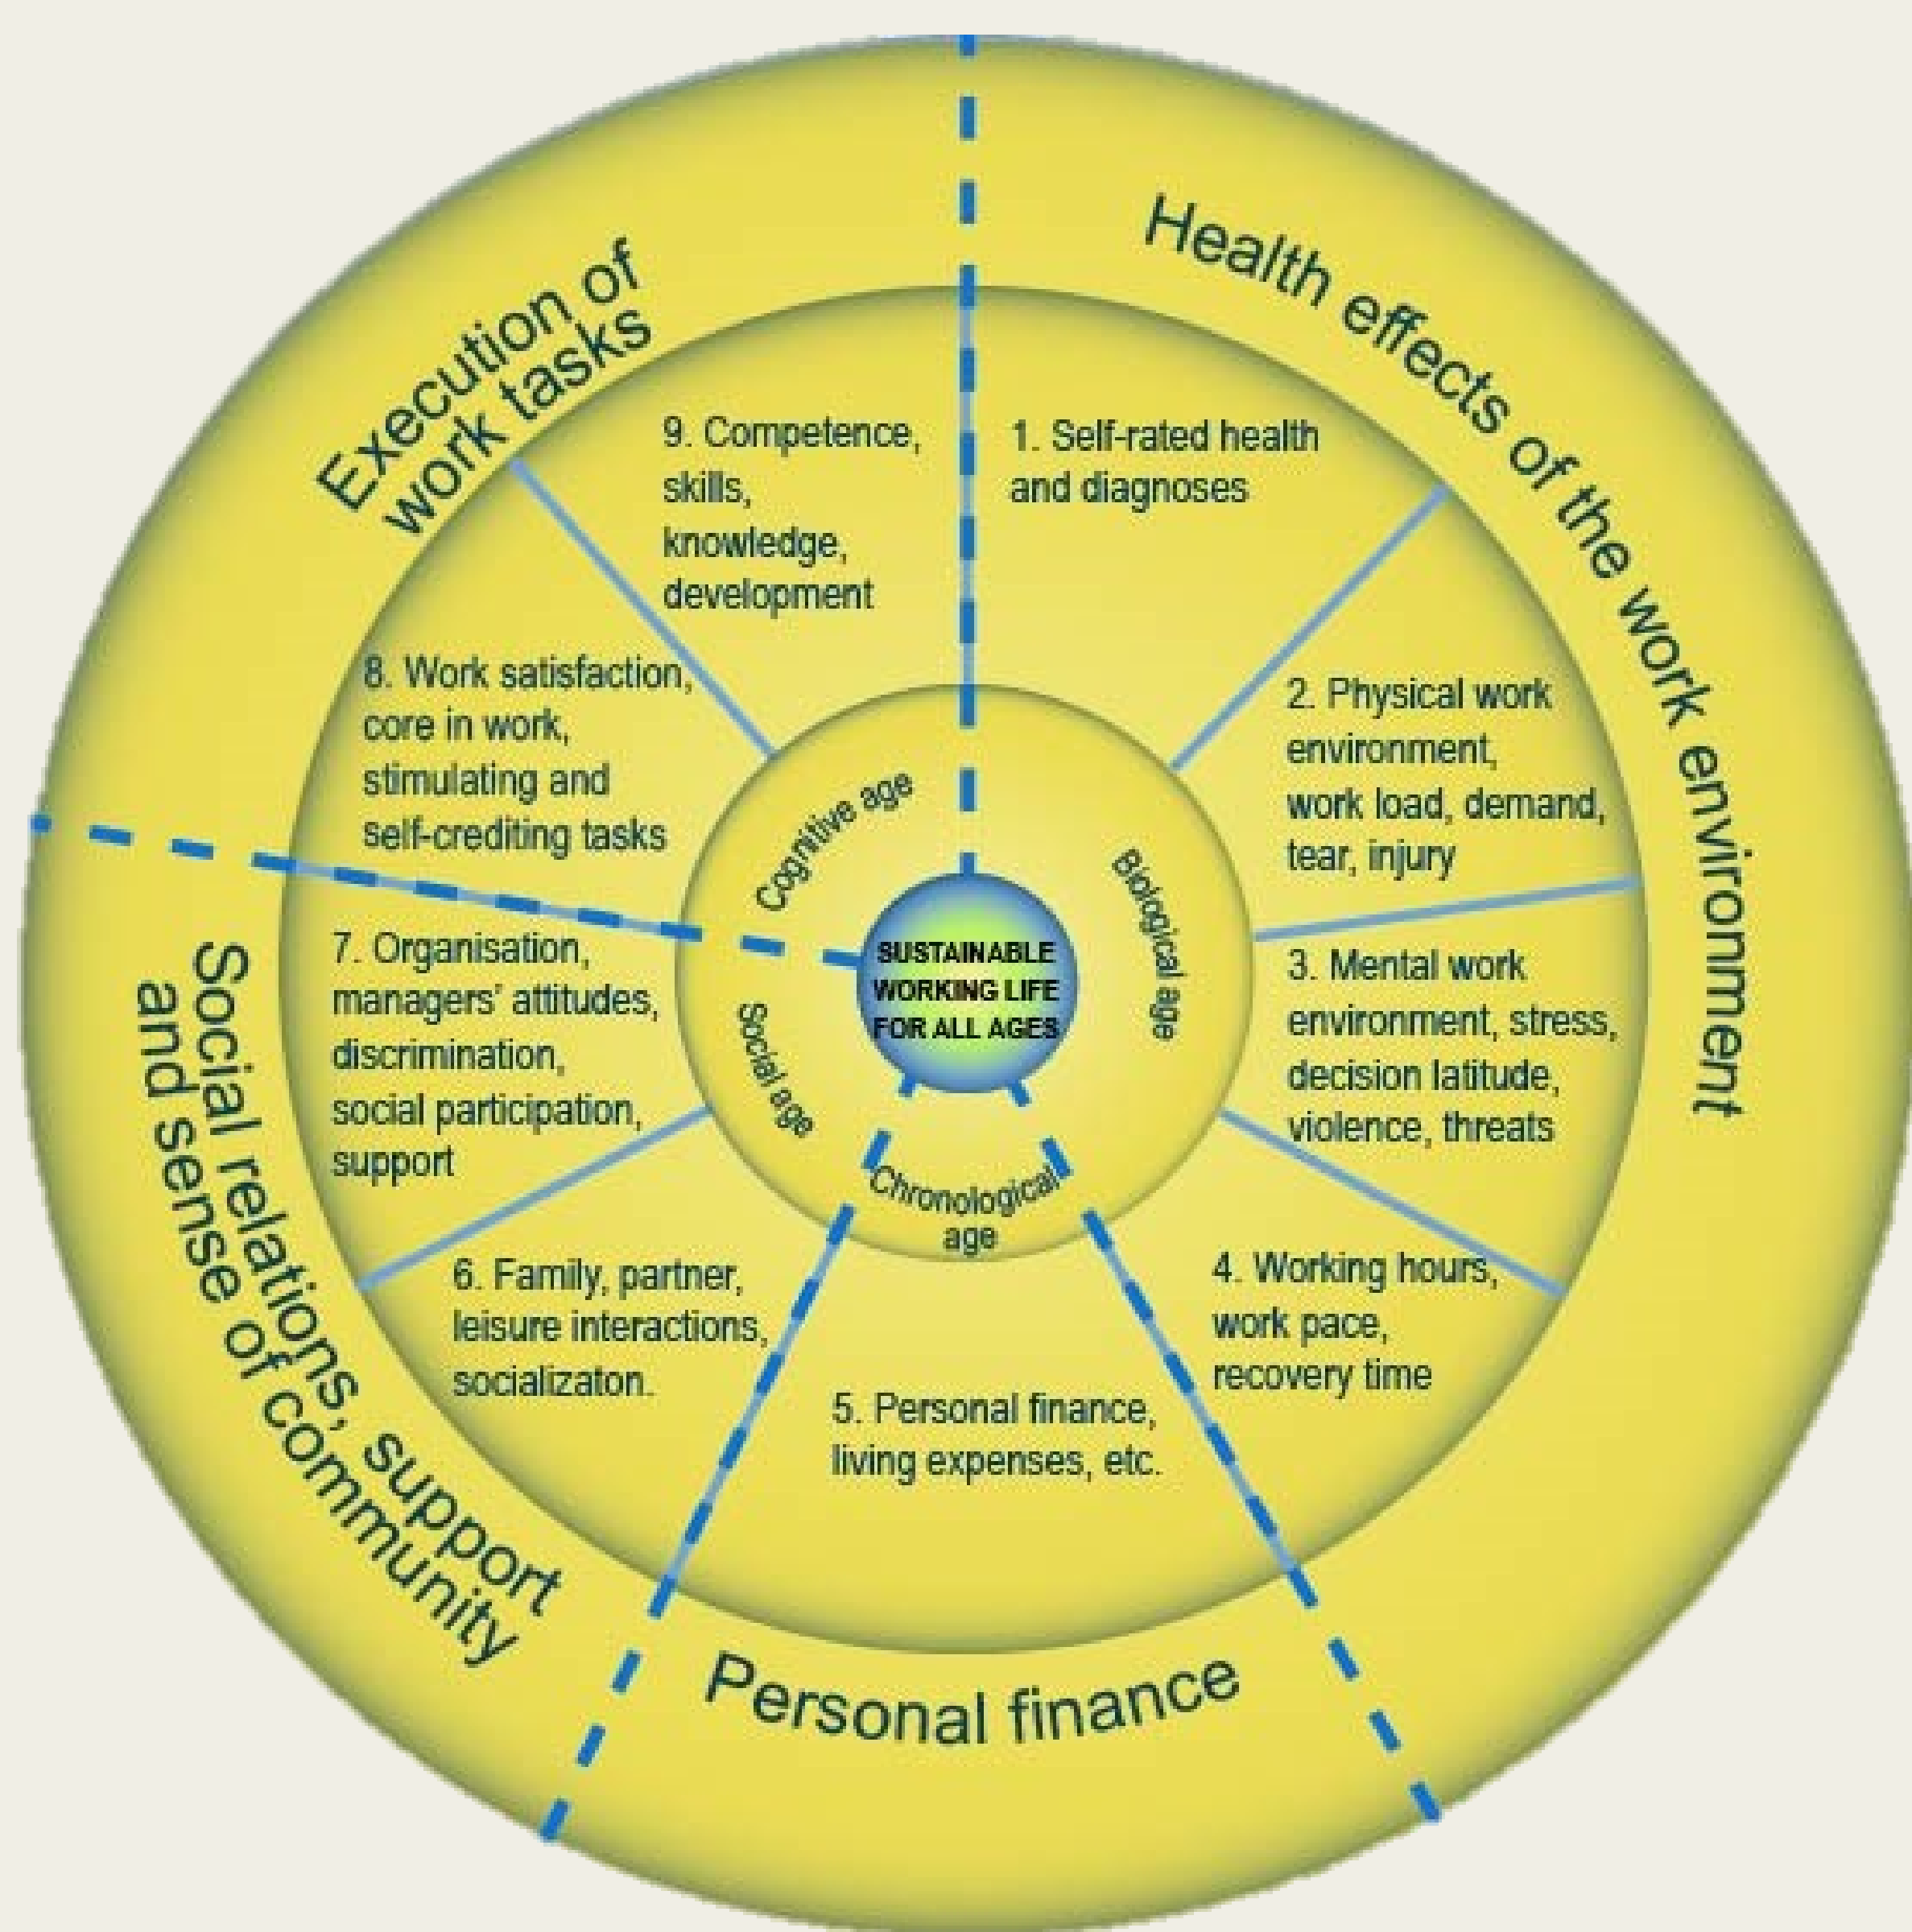 Health effects of the work environment
Execution of
work tasks
Social relations, support
and sense of community
Personal finance
1. Self-rated health
and diagnoses
2. Physical work
environment,
work load, demand,
tear, injury
3. Mental work
environment, stress,
decision latitude,
violence, threats
4. Working hours,
work pace,
recovery time
5. Personal finance,
living expenses, etc.
6. Family, partner,
leisure interactions,
socializaton.
7. Organisation,
managers’ attitudes,
discrimination,
social participation,
support
8. Work satisfaction,
core in work,
stimulating and
self-crediting tasks
9. Competence,
skills,
knowledge,
development
Biological age
Chronological
age
Social age
Cognitive age
SUSTAINABLE
WORKING LIFE
FOR ALL AGES